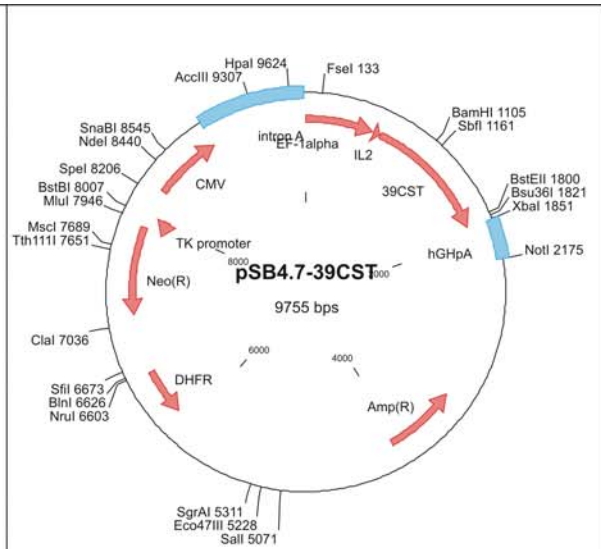 HpaI 9624
AccIII 9307
FseI 133
SnaBI 8545
NdeI 8440
BamHI 1105
SbfI 1161
intron A
EF-1alpha
IL2
SpeI 8206
CMV
39CST
BstEII 1800
Bsu36I 1821
XbaI 1851
BstBI 8007
MluI 7946
I
MscI 7689
Tth111I 7651
TK promoter
hGHpA
NotI 2175
8000
2000
pSB4.7-39CST
Neo(R)
9755 bps
ClaI 7036
6000
4000
DHFR
SfiI 6673
BlnI 6626
NruI 6603
Amp(R)
SgrAI 5311
Eco47III 5228
SalI 5071